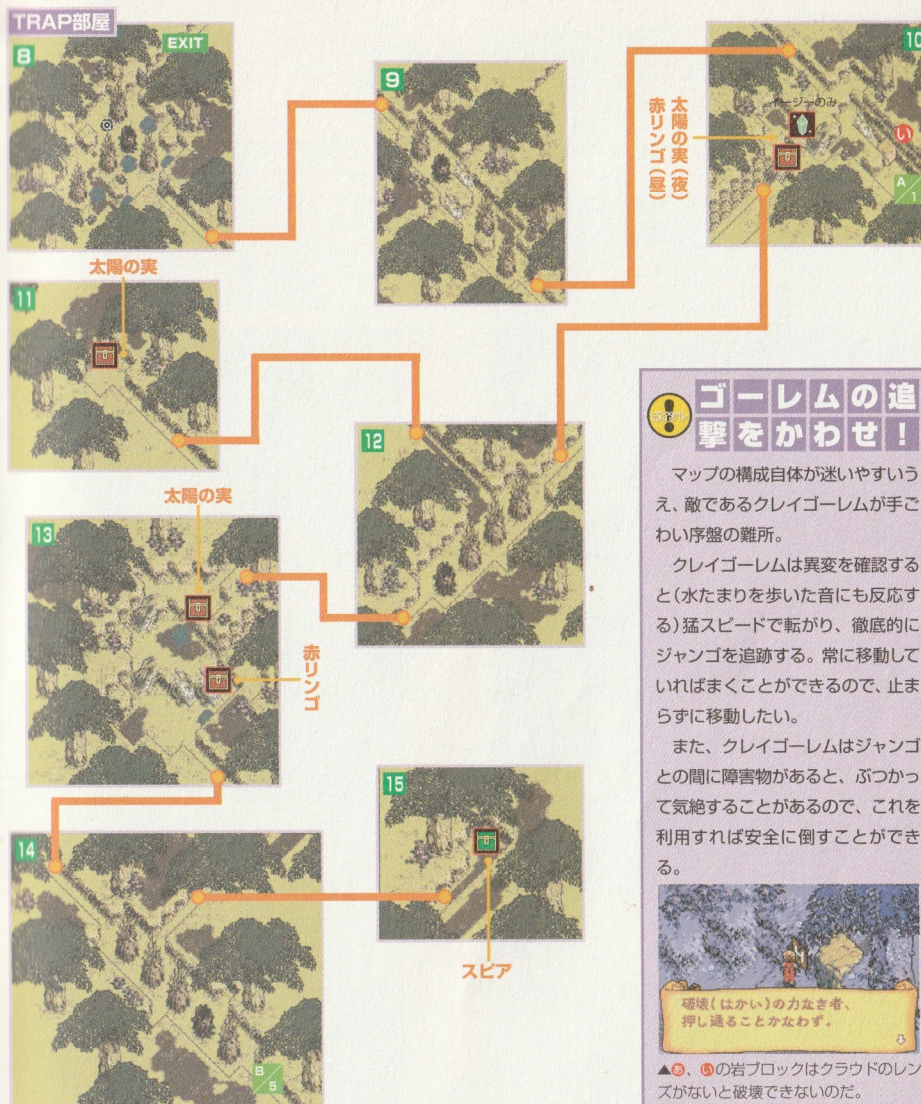 TRAP部屋
8
EXIT
9
10
イージーのみ
太陽の実(夜)
赤リンゴ(昼)
い
A/1
太陽の実
11
12
太陽の実
13
赤リンゴ
14
B/5
15
スピア
ポイント
ゴーレムの追
撃をかわせ!
マップの構成自体が迷いやすいう
え、敵であるクレイゴーレムが手ご
わい序盤の難所。
クレイゴーレムは異変を確認する
と(水たまりを歩いた音にも反応す
る)猛スピードで転がり、徹底的に
ジャンゴを追跡する。常に移動して
いればまくことができるので、止ま
らずに移動したい。
また、クレイゴーレムはジャンゴ
との間に障害物があると、ぶつかっ
て気絶することがあるので、これを
利用すれば安全に倒すことができ
る。
破壊(はかい)の力なき者、
押し通ることかなわず。
▲あ、いの岩ブロックはクラウドのレン
ズがないと破壊できないのだ。